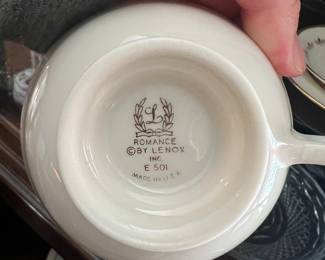 L
ROMANCE
©BY LENOX
INC.
E 501
MADE IN U.S.A.